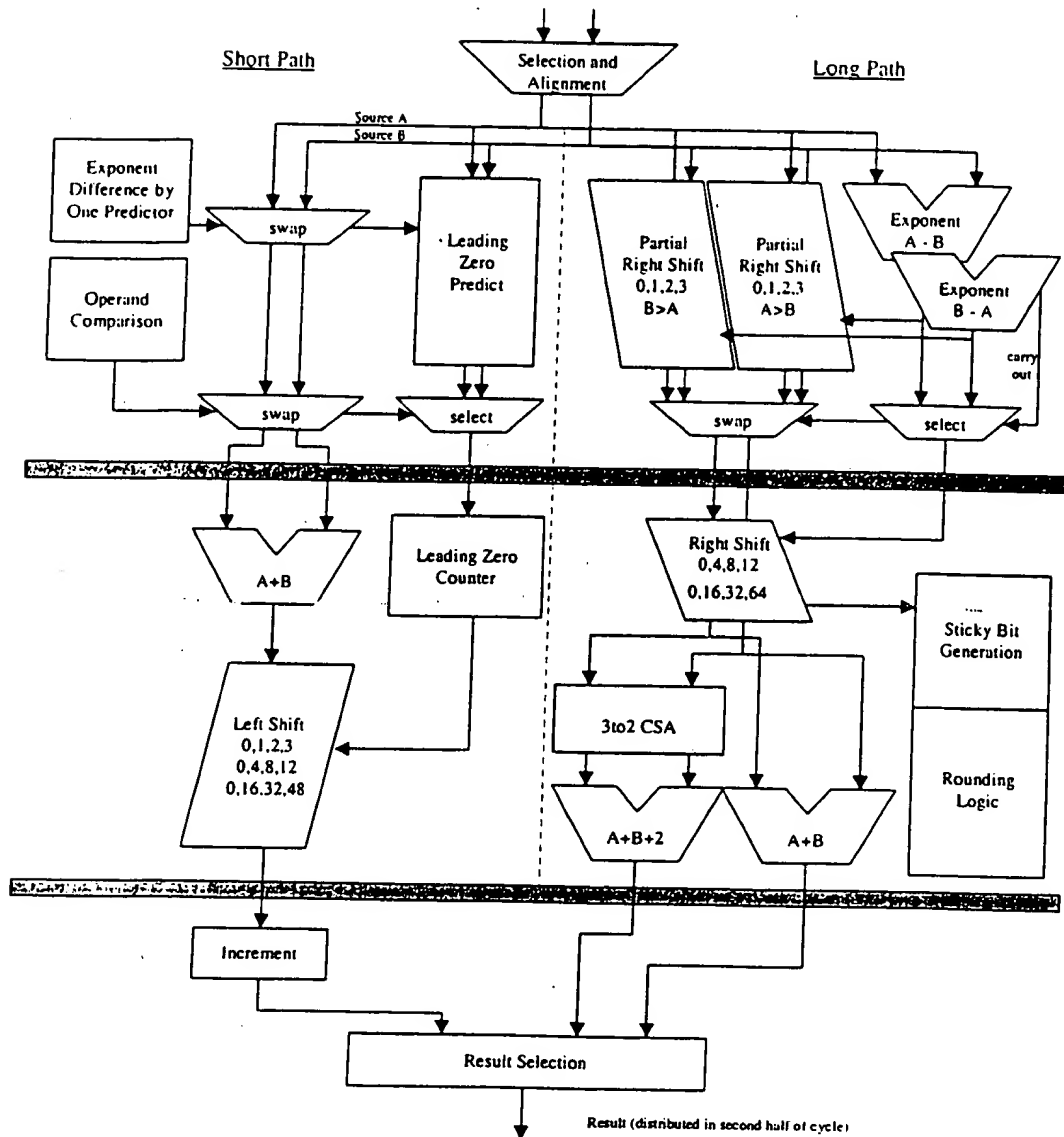 Short Path
Selection and
Alignment
Long Path
Source A
Source B
Exponent
Difference by
One Predictor
swap
Leading
Zero
Predict
Partial
Right Shift
0,1,2,3
B>A
Partial
Right Shift
0,1,2,3
A>B
Exponent
A - B
Exponent
B - A
Operand
Comparison
carry
out
swap
select
swap
select
A+B
Leading Zero
Counter
Right Shift
0,4,8,12
0,16,32,64
Sticky Bit
Generation
Left Shift
0,1,2,3
0,4,8,12
0,16.32,48
3to2 CSA
Rounding
Logic
A+B+2
A+B
Increment
Result Selection
Result (distributed in second half of cycle)